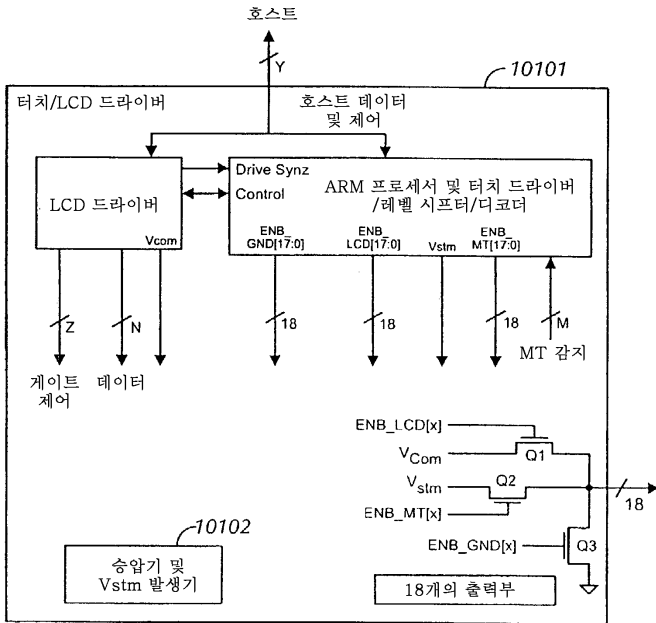 호스트
Y
10101
터치/LCD 드라이버
호스트 데이터
및 제어
LCD 드라이버
Vcom
Drive Synz
Control
ARM 프로세서 및 터치 드라이버
/레벨 시프터/디코더
ENB_
GND[17:0]
ENB_
LCD[17:0]
Vstm
ENB_
MT[17:0]
Z
N
18
18
18
M
게이트
제어
데이터
MT 감지
ENB_LCD[x]
VCom
Q1
Vstm
Q2
ENB_MT[x]
18
ENB_GND[x]
Q3
10102
승압기 및
Vstm 발생기
18개의 출력부